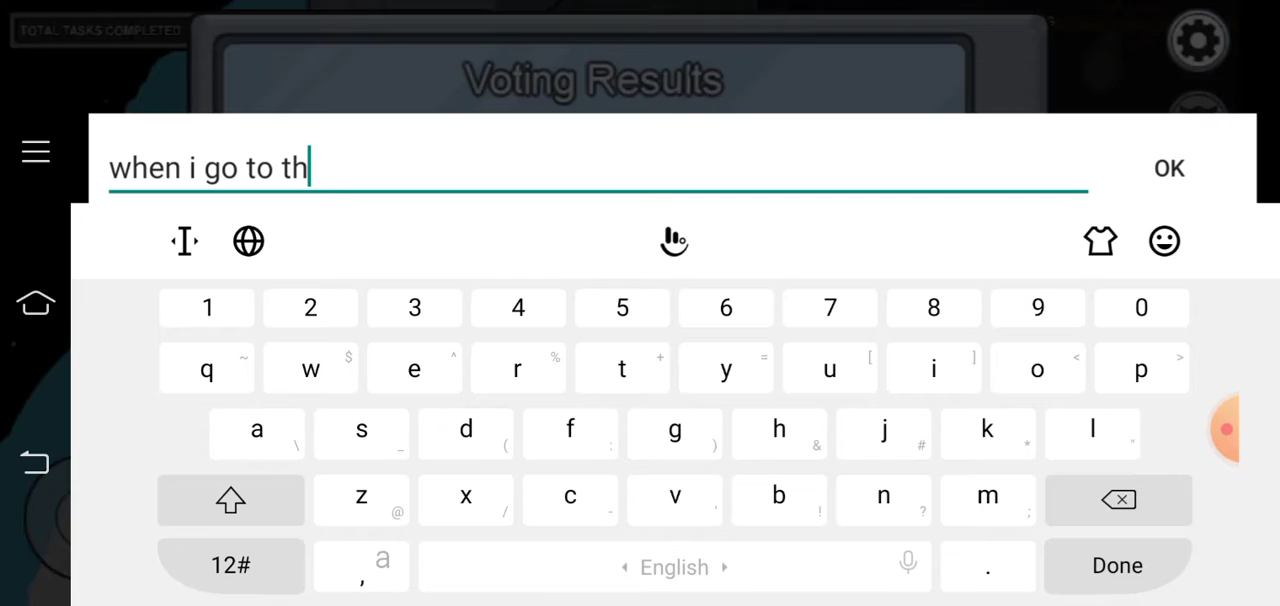 TOTAL TASKS COMPLETED
Voting Results
when i go to th
OK
1 2 3 4 5 6 7 8 9 0
q ~ w $ e ^ r % t + y = u [ i ] o < p >
a \ s _ d ( f : g ) h & j # k * l "
z @ x / c - v ' b ! n ? m ;
12# , a English . Done